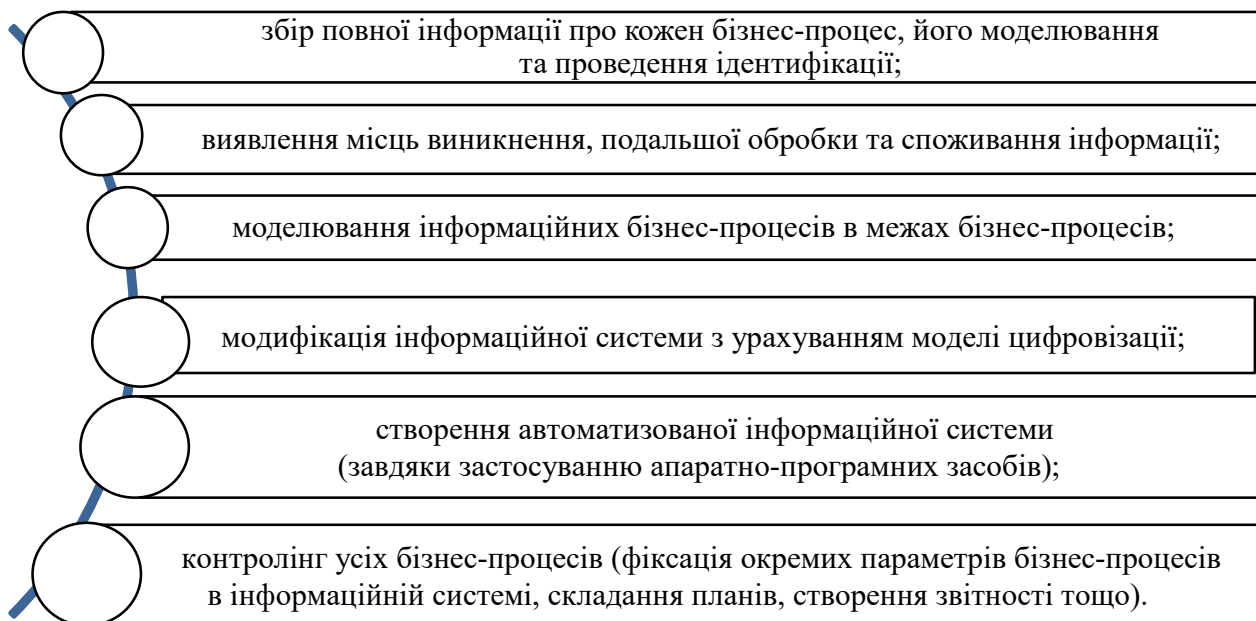 збір повної інформації про кожен бізнес-процес, його моделювання
та проведення ідентифікації;
виявлення місць виникнення, подальшої обробки та споживання інформації;
моделювання інформаційних бізнес-процесів в межах бізнес-процесів;
модифікація інформаційної системи з урахуванням моделі цифровізації;
створення автоматизованої інформаційної системи
(завдяки застосуванню апаратно-програмних засобів);
контролінг усіх бізнес-процесів (фіксація окремих параметрів бізнес-процесів
в інформаційній системі, складання планів, створення звітності тощо).